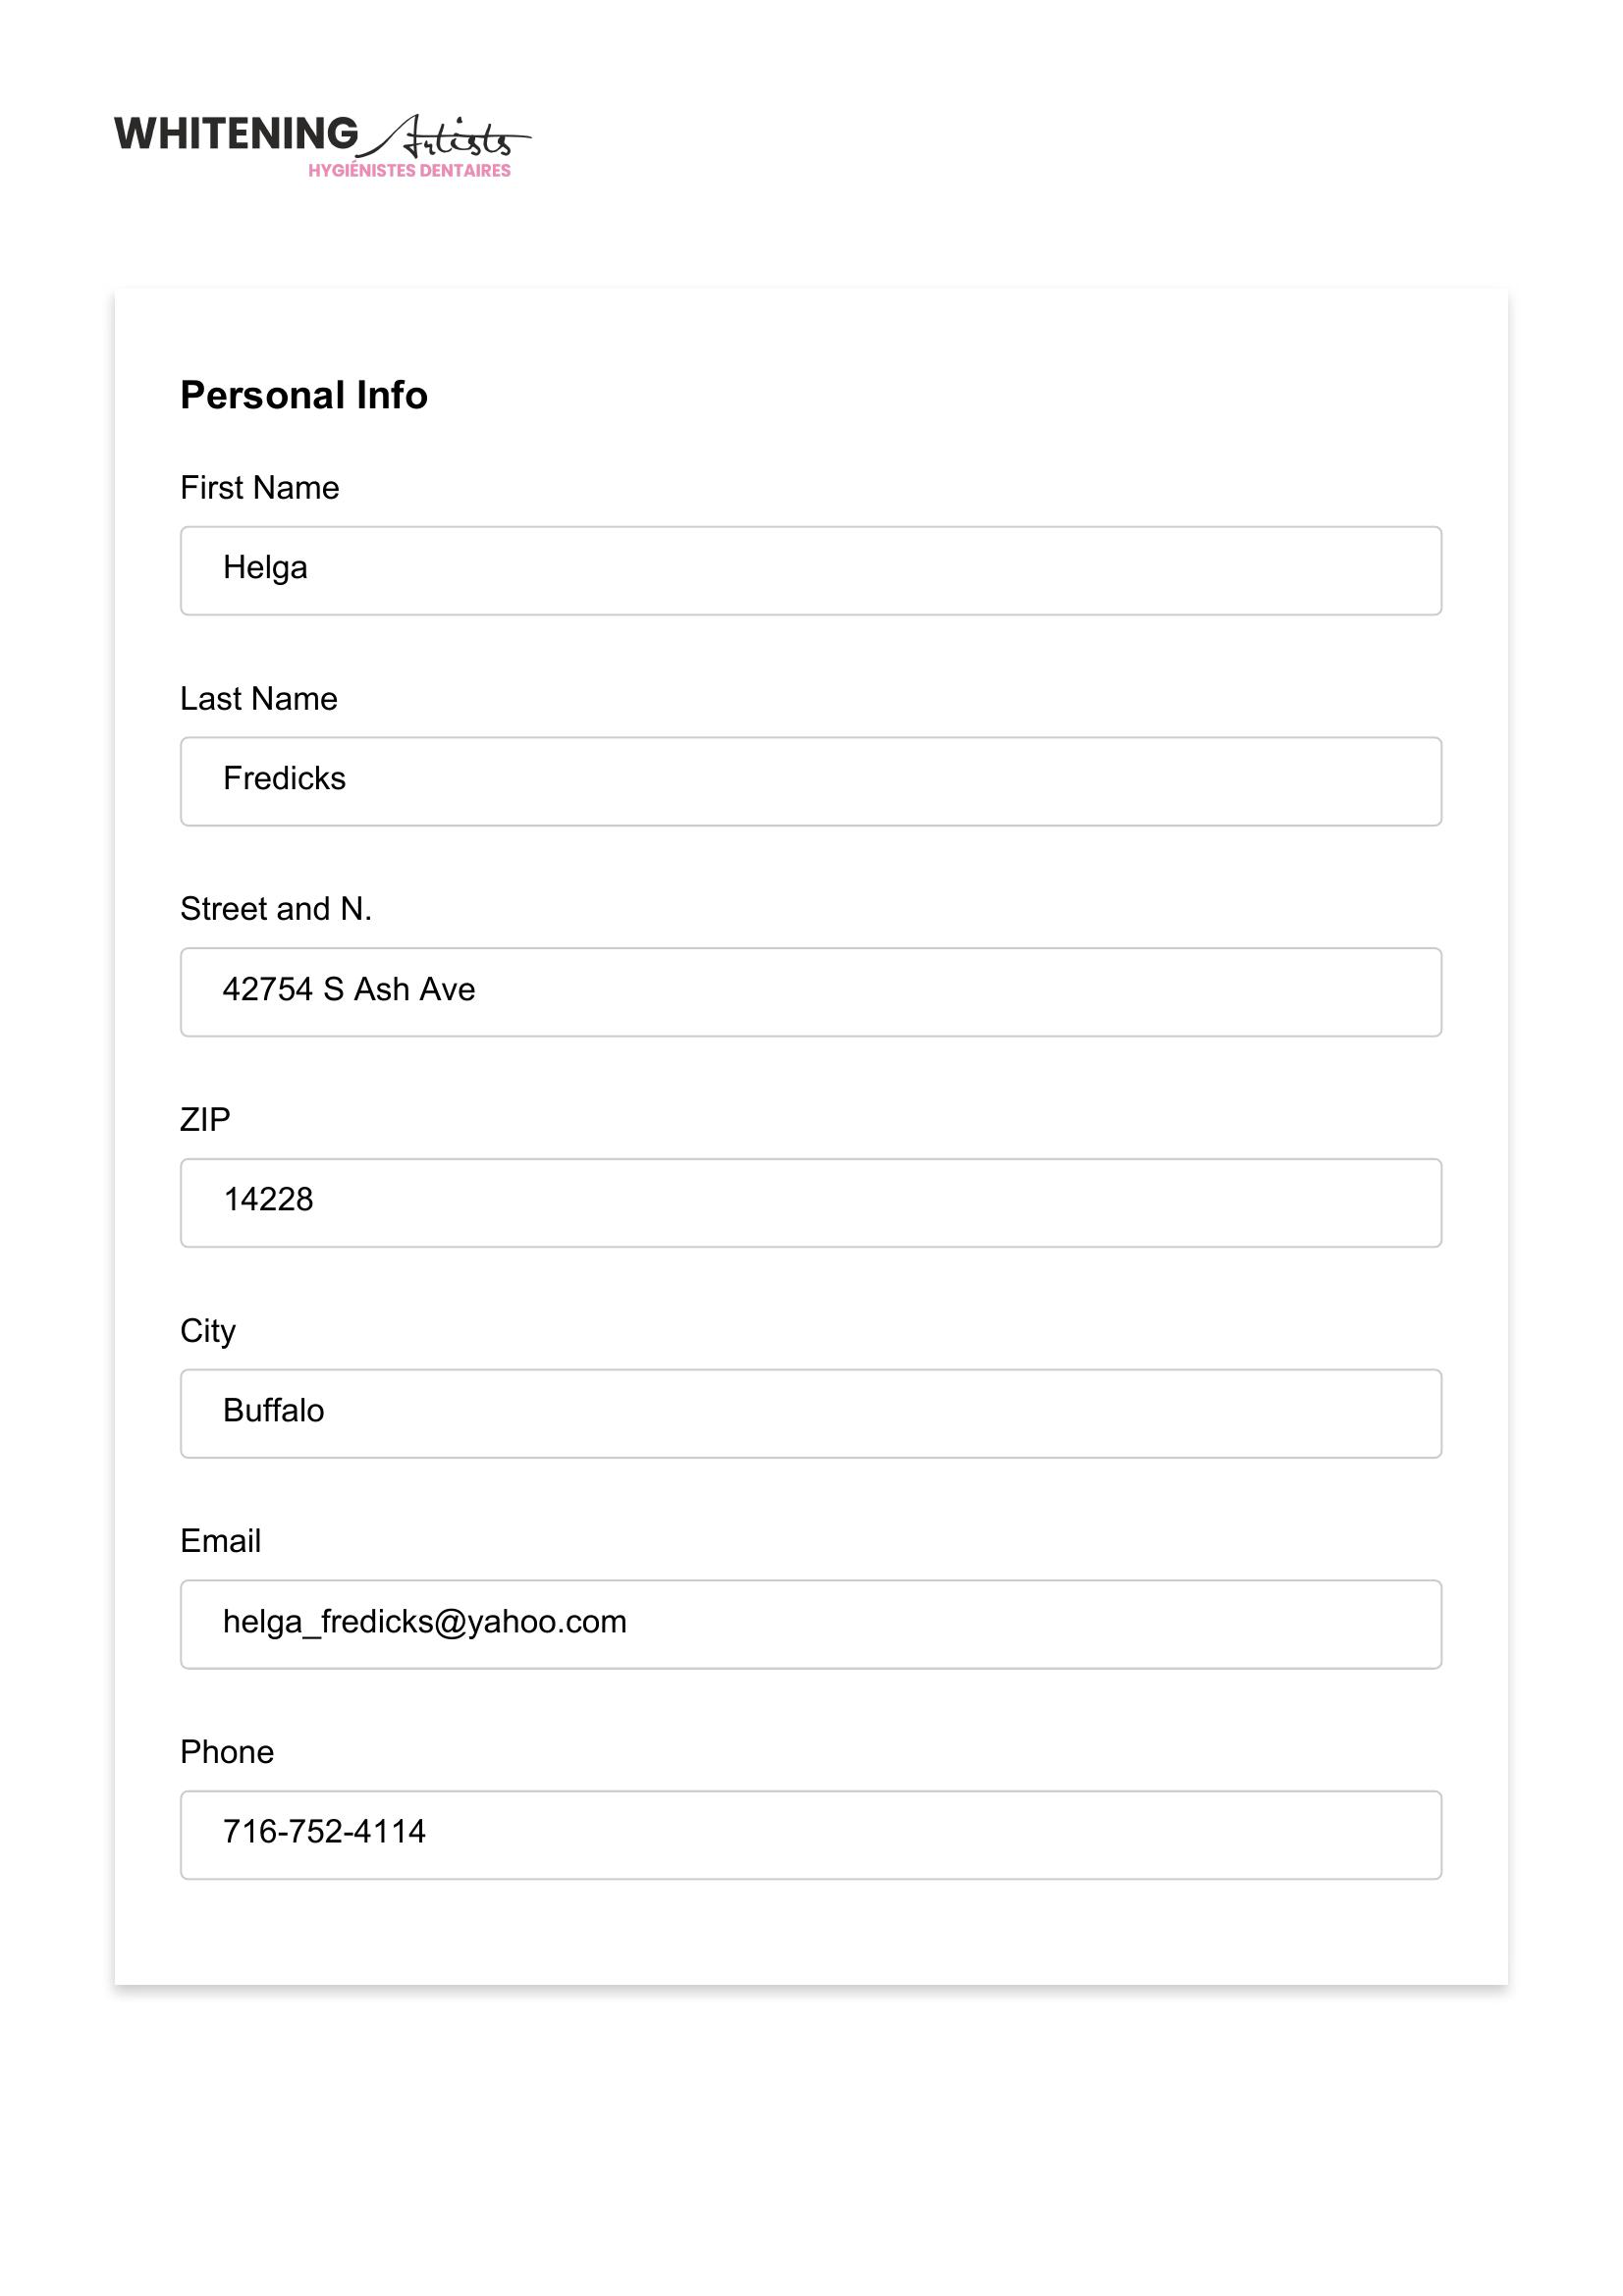 WHITENING Artists
HYGIÉNISTES DENTAIRES
Personal Info
First Name
Helga
Last Name
Fredicks
Street and N.
42754 S Ash Ave
ZIP
14228
City
Buffalo
Email
helga_fredicks@yahoo.com
Phone
716-752-4114